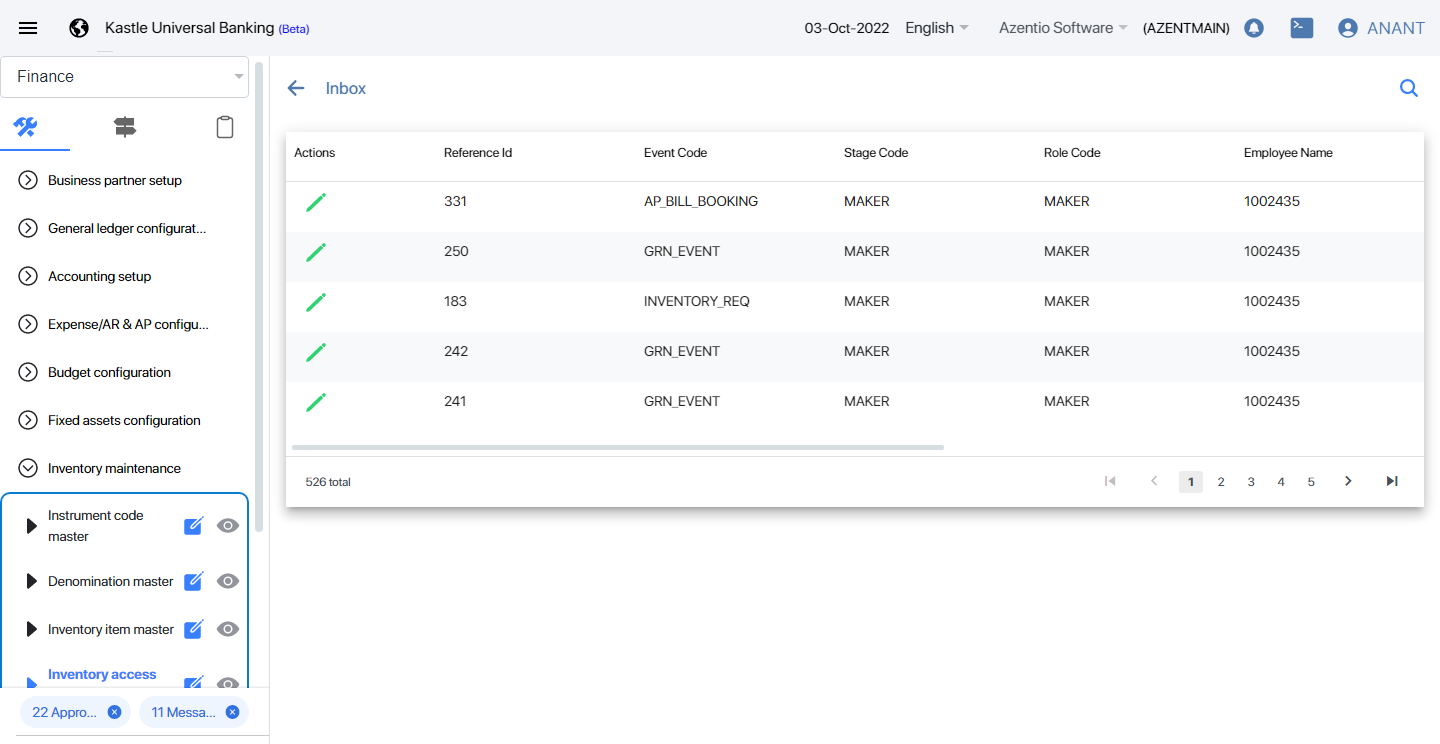 Kastle Universal Banking (Beta)
03-Oct-2022 English Azentio Software (AZENTMAIN) ANANT
Finance
Business partner setup
General ledger configurat...
Accounting setup
Expense/AR & AP configu...
Budget configuration
Fixed assets configuration
Inventory maintenance
Instrument code
master
Denomination master
Inventory item master
Inventory access
22 Appro... 11 Messa...
Inbox
Actions Reference Id Event Code Stage Code Role Code Employee Name
331 AP_BILL_BOOKING MAKER MAKER 1002435
250 GRN_EVENT MAKER MAKER 1002435
183 INVENTORY_REQ MAKER MAKER 1002435
242 GRN_EVENT MAKER MAKER 1002435
241 GRN_EVENT MAKER MAKER 1002435
526 total 1 2 3 4 5